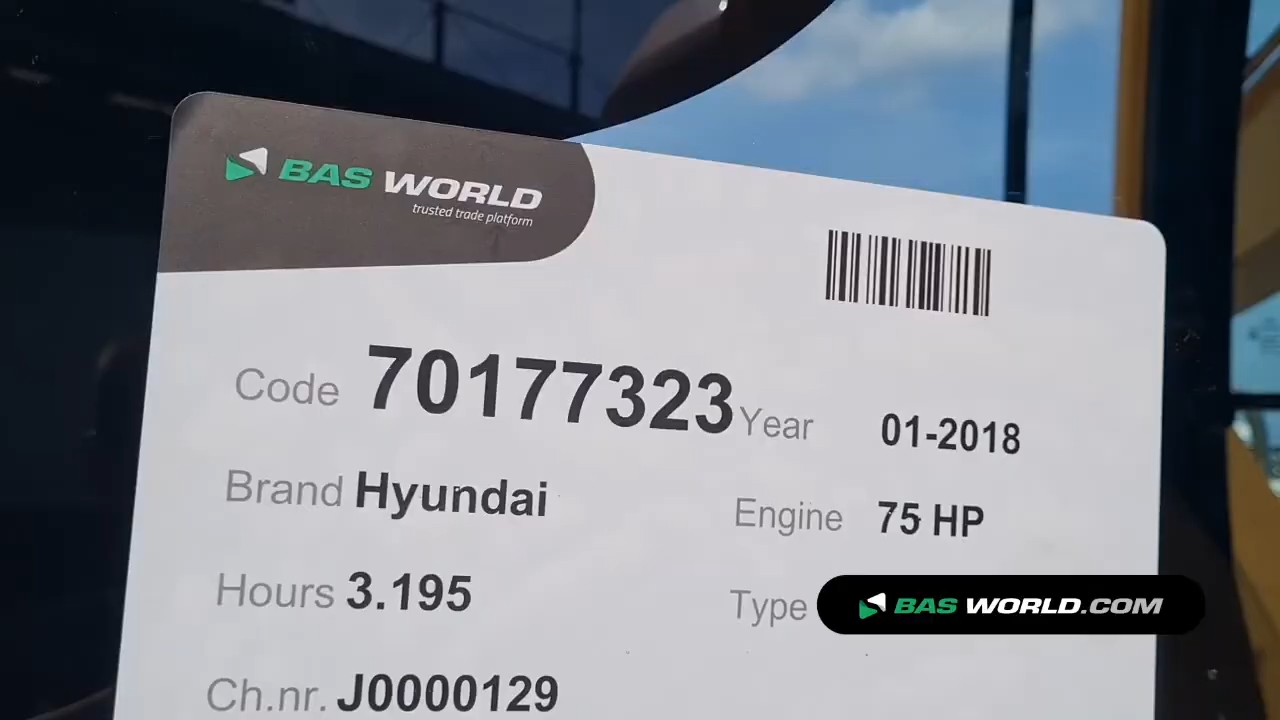 BAS WORLD
trusted trade platform
Code 70177323 Year 01-2018
Brand Hyundai Engine 75 HP
Hours 3.195 Type
BAS WORLD.COM
Ch.nr. J0000129